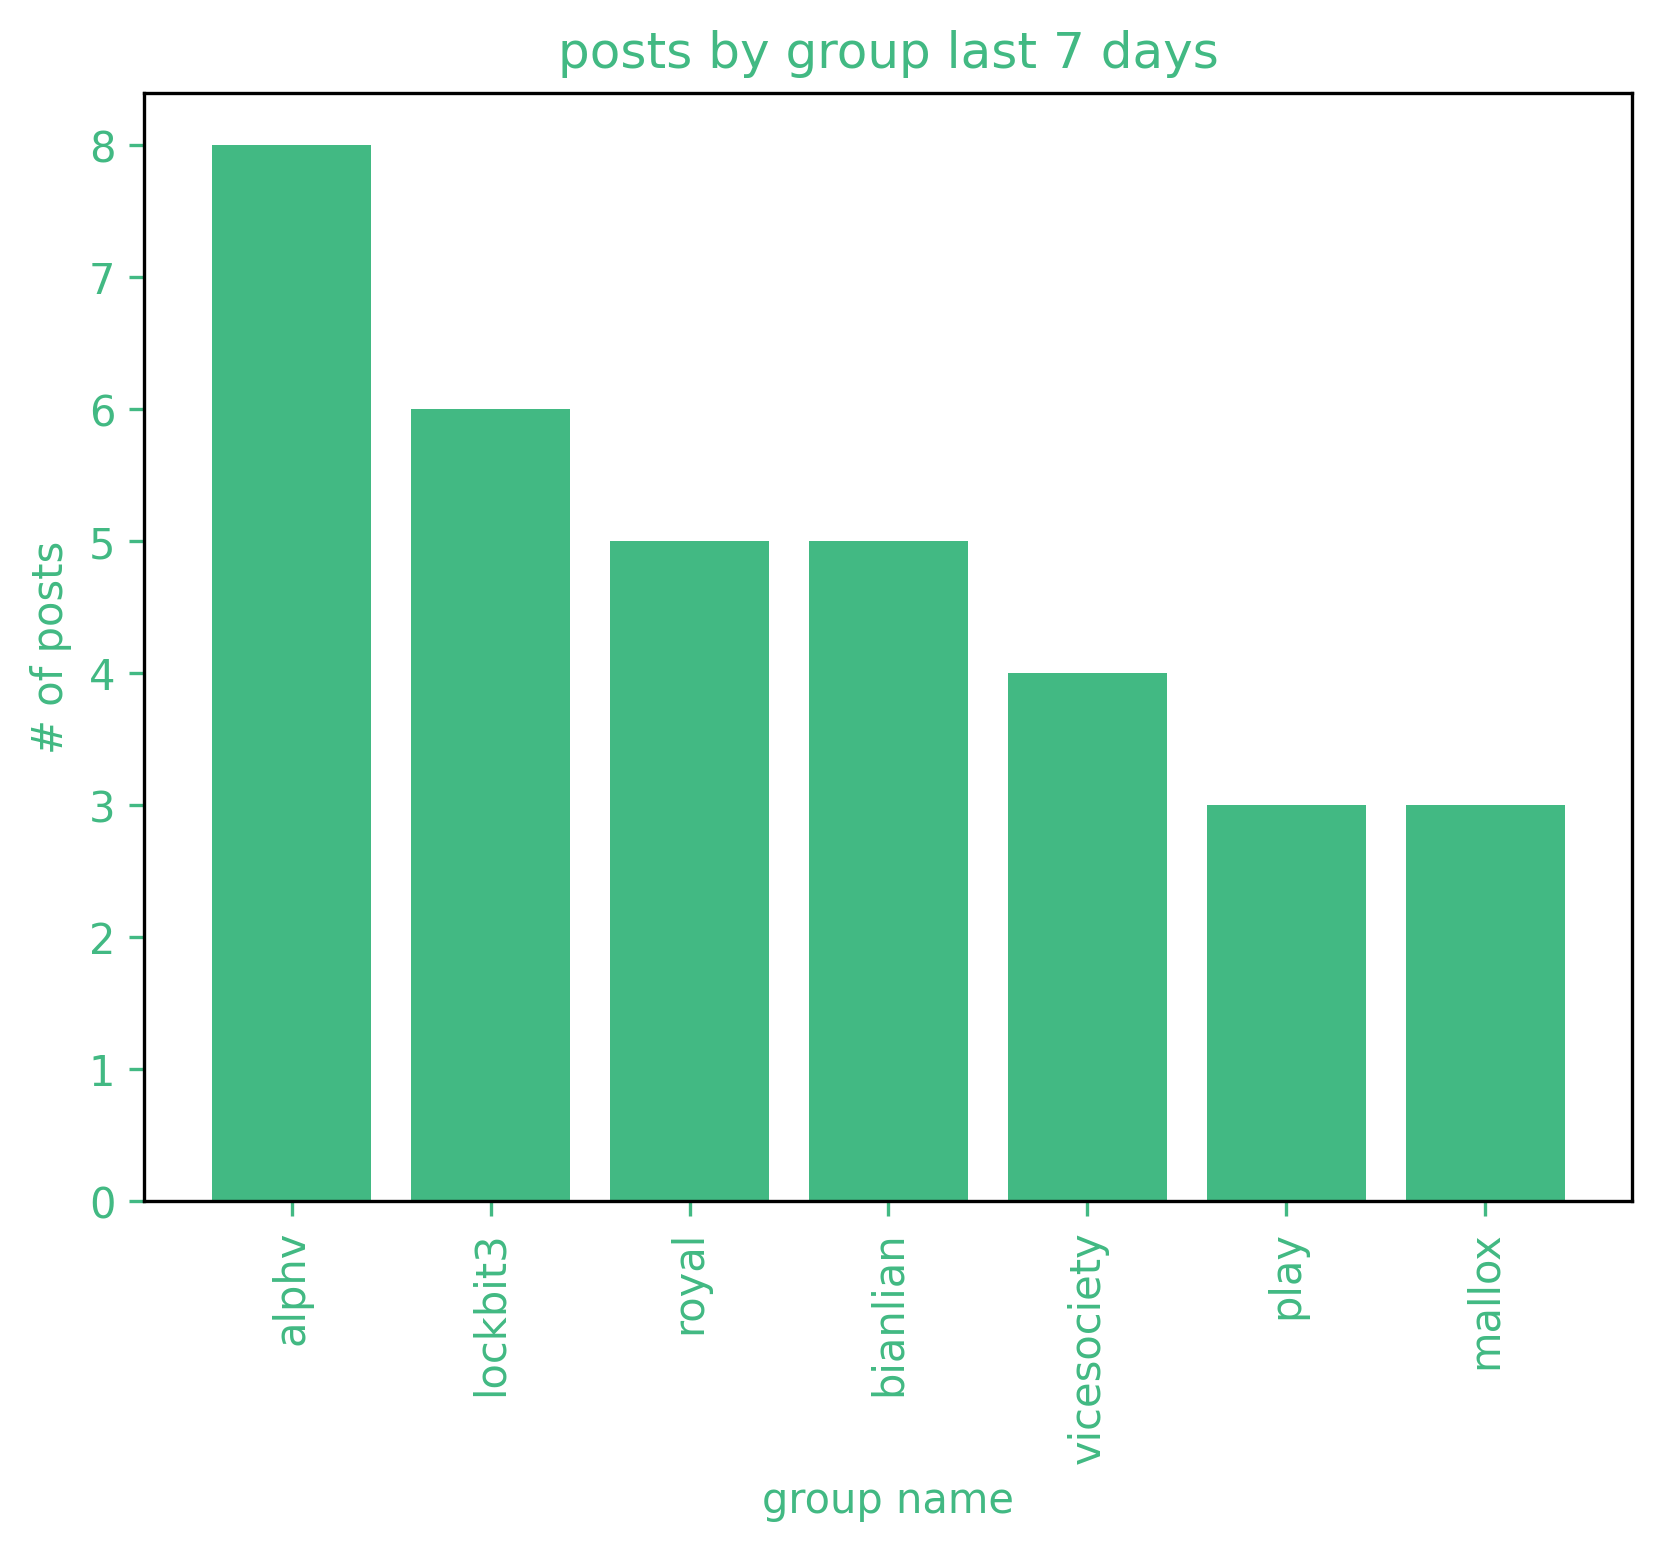 posts by group last 7 days
# of posts
8
7
6
5
4
3
2
1
0
alphv
lockbit3
royal
bianlian
vicesociety
play
mallox
group name